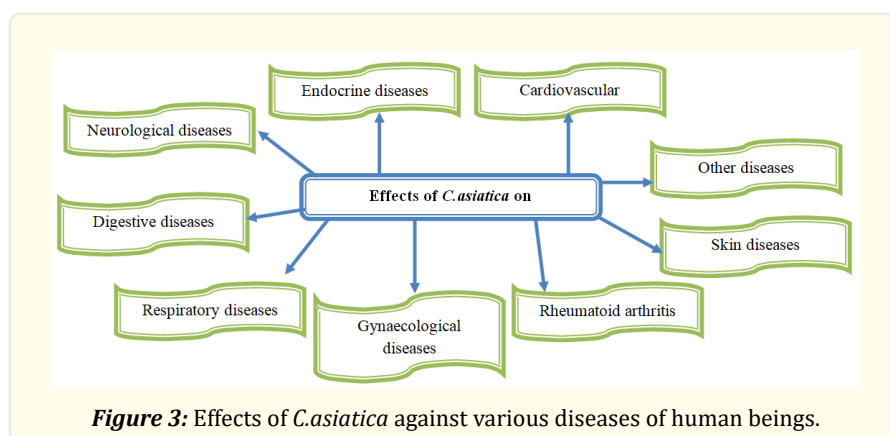 Endocrine diseases
Cardiovascular
Neurological diseases
Other diseases
Effects of C.asiatica on
Digestive diseases
Skin diseases
Respiratory diseases
Gynaecological
diseases
Rheumatoid arthritis
Figure 3: Effects of C.asiatica against various diseases of human beings.